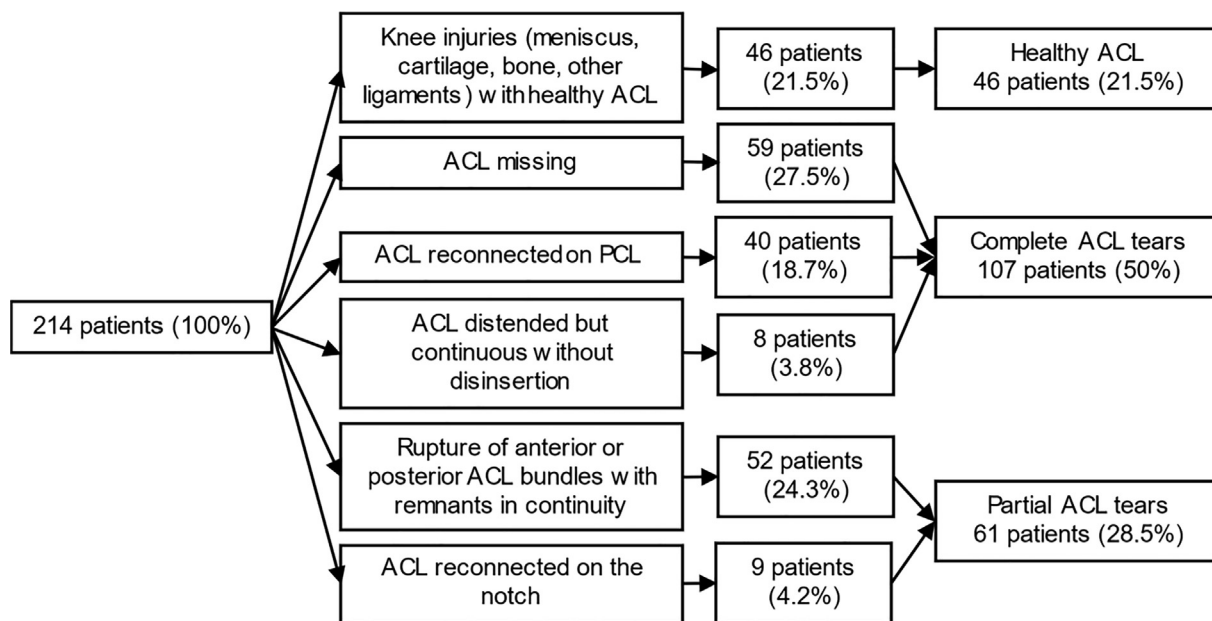 214 patients (100%)
Knee injuries (meniscus,
cartilage, bone, other
ligaments) with healthy ACL
46 patients
(21.5%)
Healthy ACL
46 patients (21.5%)
ACL missing
59 patients
(27.5%)
ACL reconnected on PCL
40 patients
(18.7%)
Complete ACL tears
107 patients (50%)
ACL distended but
continuous without
disinsertion
8 patients
(3.8%)
Rupture of anterior or
posterior ACL bundles with
remnants in continuity
52 patients
(24.3%)
Partial ACL tears
61 patients (28.5%)
ACL reconnected on the
notch
9 patients
(4.2%)